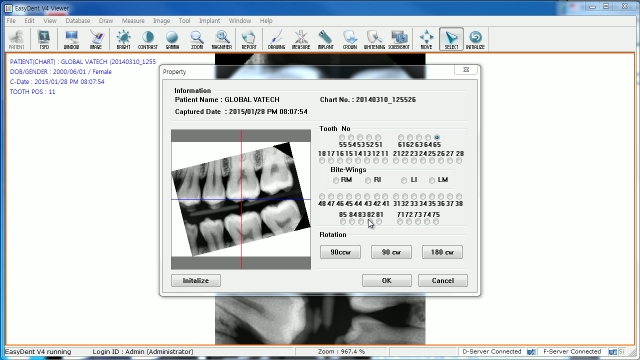 EasyDent V4 Viewer
File Edit View Database Draw Measure Image Tool Implant Window Help
PATIENT TSPD WINDOW IMAGE BRIGHT CONTRAST GAMMA ZOOM MAGNIFIER REPORT DRAWING MEASURE IMPLANT CROWN WHITENING SCREENSHOT MOVE SELECT INITIALIZE
PATIENT(CHART) : GLOBAL VATECH (20140310_1255
DOB/GENDER : 2000/06/01 / Female
C-Date : 2015/01/28 PM 08:07:54
TOOTH POS : 11
Property
Information
Patient Name : GLOBAL VATECH Chart No. : 20140310_125526
Captured Date : 2015/01/28 PM 08:07:54
Tooth No
55 54 53 52 51 61 62 63 64 65
18 17 16 15 14 13 12 11 21 22 23 24 25 26 27 28
Bite-Wings
RM RI LI LM
48 47 46 45 44 43 42 41 31 32 33 34 35 36 37 38
85 84 83 82 81 71 72 73 74 75
Rotation
90ccw 90 cw 180 cw
Initalize OK Cancel
EasyDent V4 running Login ID : Admin (Administrator) Zoom : 967.4 % D-Server Connected F-Server Connected